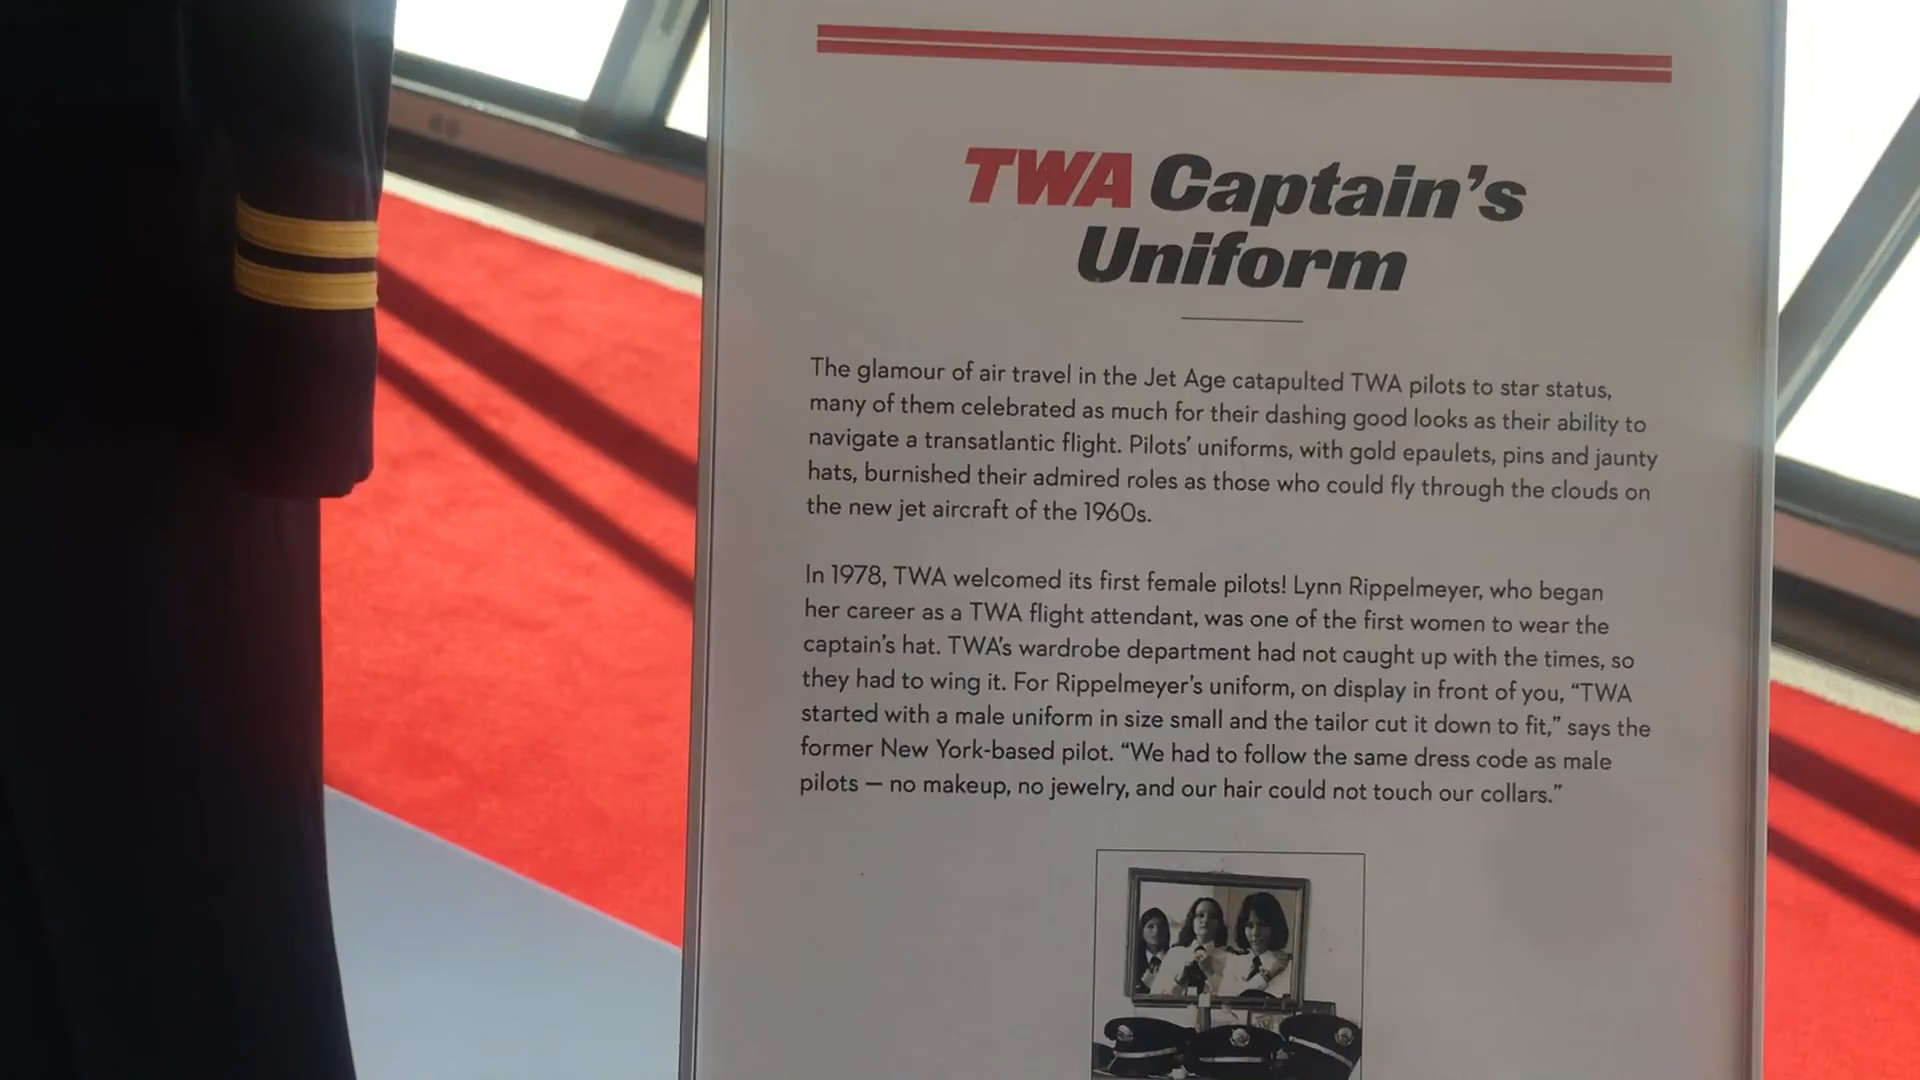 TWA Captain's
Uniform
The glamour of air travel in the Jet Age catapulted TWA pilots to star status,
many of them celebrated as much for their dashing good looks as their ability to
navigate a transatlantic flight. Pilots' uniforms, with gold epaulets, pins and jaunty
hats, burnished their admired roles as those who could fly through the clouds on
the new jet aircraft of the 1960s.
In 1978, TWA welcomed its first female pilots! Lynn Rippelmeyer, who began
her career as a TWA flight attendant, was one of the first women to wear the
captain's hat. TWA's wardrobe department had not caught up with the times, so
they had to wing it. For Rippelmeyer's uniform, on display in front of you, “TWA
started with a male uniform in size small and the tailor cut it down to fit,” says the
former New York-based pilot. “We had to follow the same dress code as male
pilots — no makeup, no jewelry, and our hair could not touch our collars.”